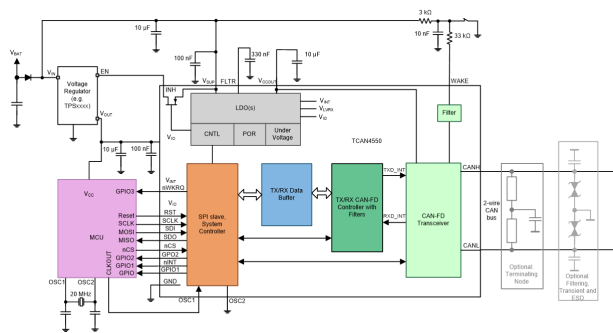 3 kΩ
10 µF
10 nF
33 kΩ
100 nF
330 nF
10 µF
VBAT
VIN
EN
Voltage
Regulator
(e.g.
TPSxxxx)
VOUT
INH
VSUP
FLTR
VCCOUT
WAKE
Filter
LDO(s)
VINT
VLVRX
VIO
VIO
CNTL
POR
Under
Voltage
TCAN4550
10 µF
100 nF
VCC
MCU
GPIO3
VINT
nWKRQ
VIO
Reset
RST
SCLK
SCLK
MOSI
SDI
MISO
SDO
nCS
nCS
GPIO2
GPO2
GPIO1
nINT
GPIO
GPIO1
CLKOUT
OSC1
OSC2
20 MHz
GND
OSC1
OSC2
SPI slave,
System
Controller
TX/RX Data
Buffer
TX/RX CAN-FD
Controller with
Filters
TXD_INT
RXD_INT
CAN-FD
Transceiver
CANH
CANL
2-wire
CAN
bus
Optional
Terminating
Node
Optional
Filtering,
Transient and
ESD